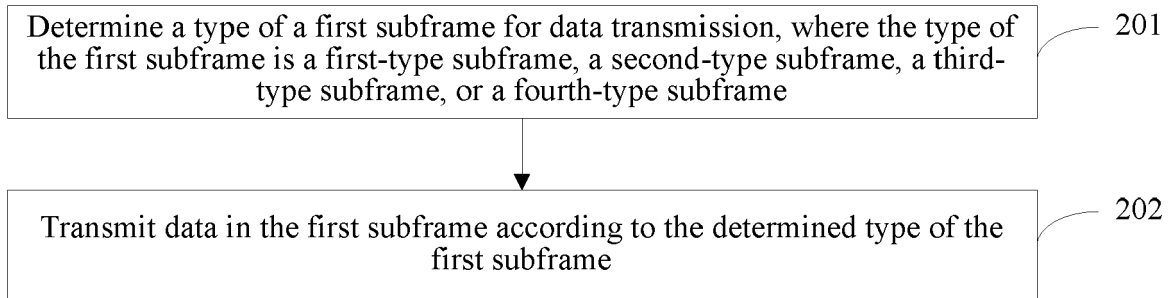 Determine a type of a first subframe for data transmission, where the type of
the first subframe is a first-type subframe, a second-type subframe, a third-
type subframe, or a fourth-type subframe
201
Transmit data in the first subframe according to the determined type of the
first subframe
202